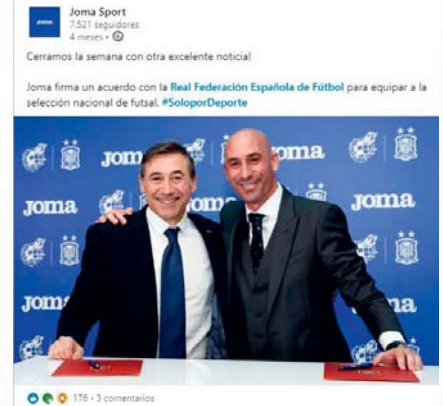 Joma Sport
7.521 seguidores
4 meses •
Cerramos la semana con otra excelente noticia!
Joma firma un acuerdo con la Real Federación Española de Fútbol para equipar a la
selección nacional de futsal. #SoloporDeporte
Joma
Joma
Joma
Joma
Joma
Joma
176 • 3 comentarios